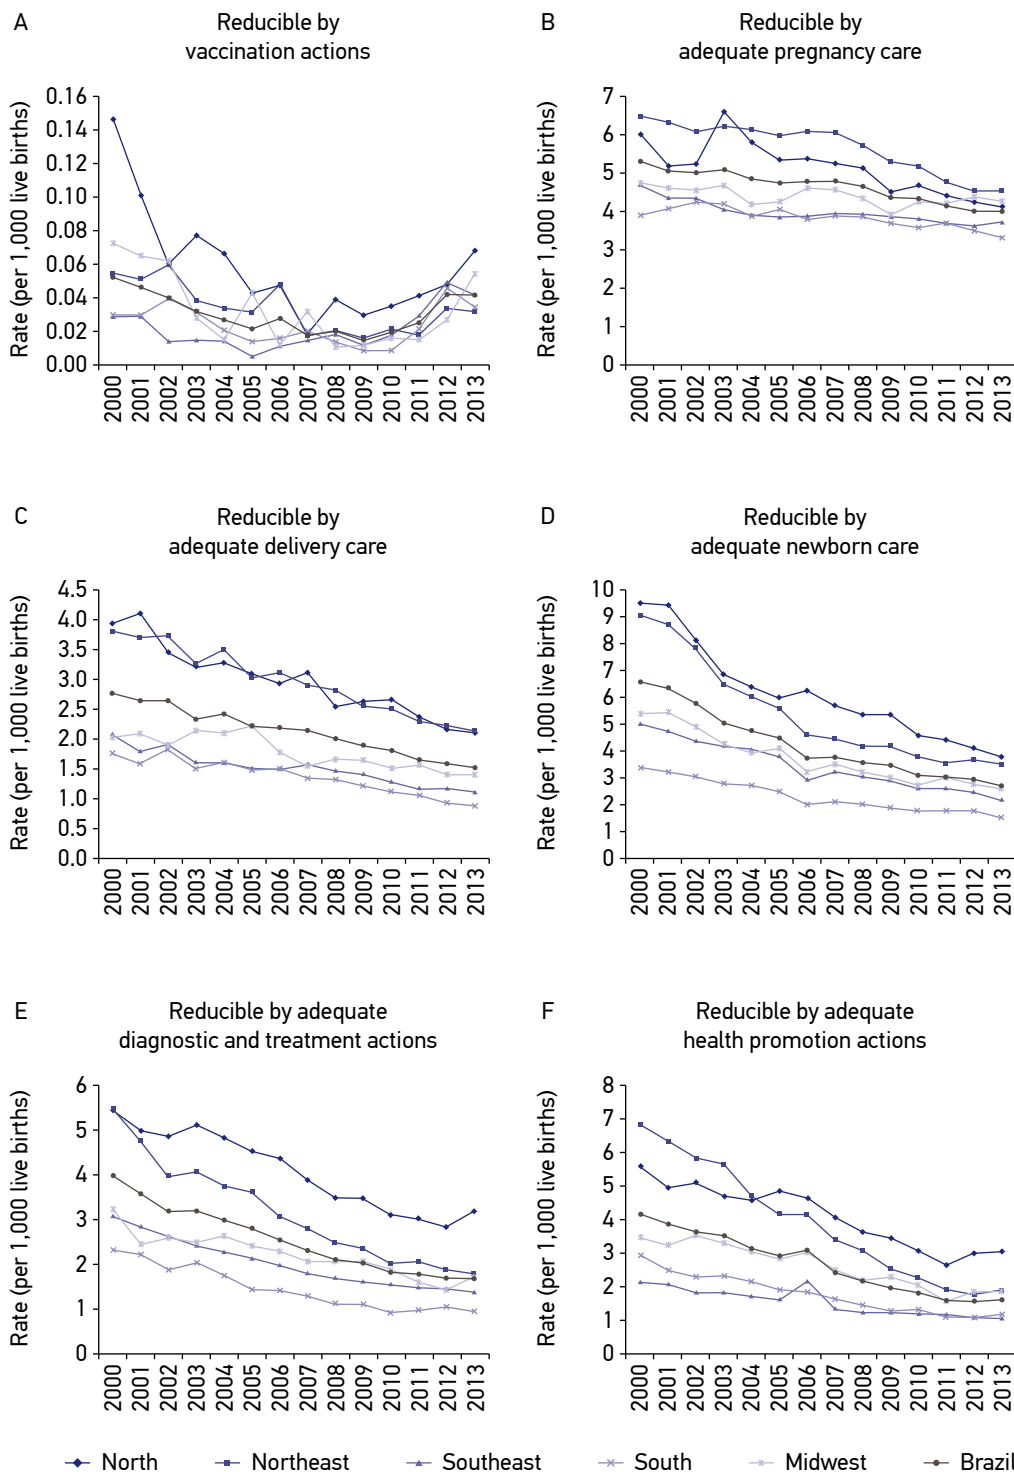 A
Reducible by
vaccination actions
Rate (per 1,000 live births)
0.16
0.14
0.12
0.10
0.08
0.06
0.04
0.02
0.00
2000 2001 2002 2003 2004 2005 2006 2007 2008 2009 2010 2011 2012 2013
B
Reducible by
adequate pregnancy care
Rate (per 1,000 live births)
7
6
5
4
3
2
1
0
2000 2001 2002 2003 2004 2005 2006 2007 2008 2009 2010 2011 2012 2013
C
Reducible by
adequate delivery care
Rate (per 1,000 live births)
4.5
4.0
3.5
3.0
2.5
2.0
1.5
1.0
0.5
0.0
2000 2001 2002 2003 2004 2005 2006 2007 2008 2009 2010 2011 2012 2013
D
Reducible by
adequate newborn care
Rate (per 1,000 live births)
10
9
8
7
6
5
4
3
2
1
0
2000 2001 2002 2003 2004 2005 2006 2007 2008 2009 2010 2011 2012 2013
E
Reducible by adequate
diagnostic and treatment actions
Rate (per 1,000 live births)
6
5
4
3
2
1
0
2000 2001 2002 2003 2004 2005 2006 2007 2008 2009 2010 2011 2012 2013
F
Reducible by adequate
health promotion actions
Rate (per 1,000 live births)
8
7
6
5
4
3
2
1
0
2000 2001 2002 2003 2004 2005 2006 2007 2008 2009 2010 2011 2012 2013
North Northeast Southeast South Midwest Brazil